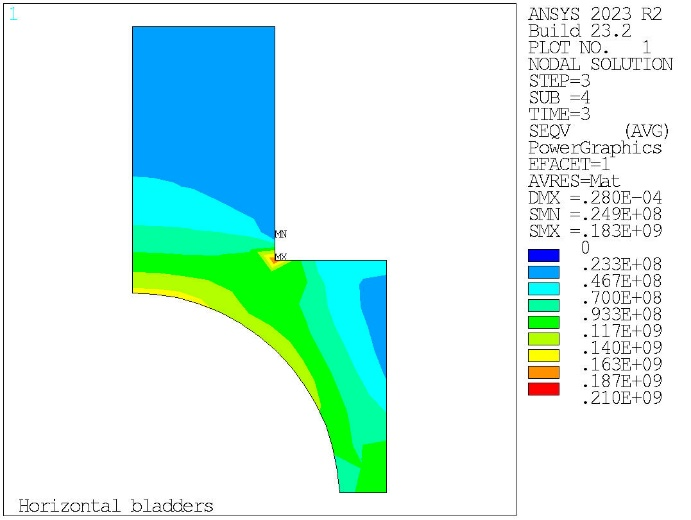 1
ANSYS 2023 R2
Build 23.2
PLOT NO. 1
NODAL SOLUTION
STEP=3
SUB =4
TIME=3
SEQV (AVG)
PowerGraphics
EFACET=1
AVRES=Mat
DMX =.280E-04
SMN =.249E+08
SMX =.183E+09
0
.233E+08
.467E+08
.700E+08
.933E+08
.117E+09
.140E+09
.163E+09
.187E+09
.210E+09
MN
MX
Horizontal bladders